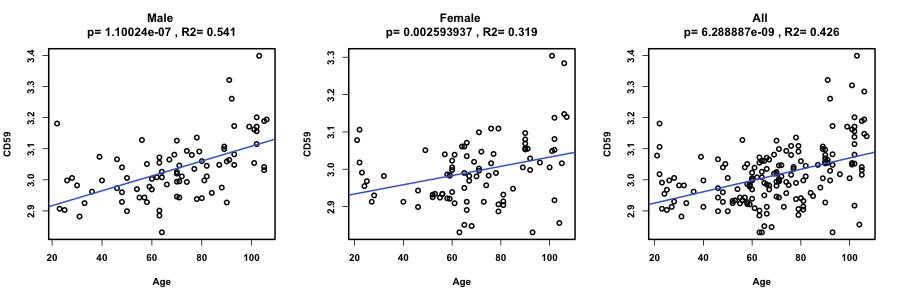 Male
p= 1.10024e-07 , R2= 0.541
CD59
3.4
3.3
3.2
3.1
3.0
2.9
20 40 60 80 100
Age
Female
p= 0.002593937 , R2= 0.319
CD59
3.3
3.2
3.1
3.0
2.9
20 40 60 80 100
Age
All
p= 6.288887e-09 , R2= 0.426
CD59
3.4
3.3
3.2
3.1
3.0
2.9
20 40 60 80 100
Age